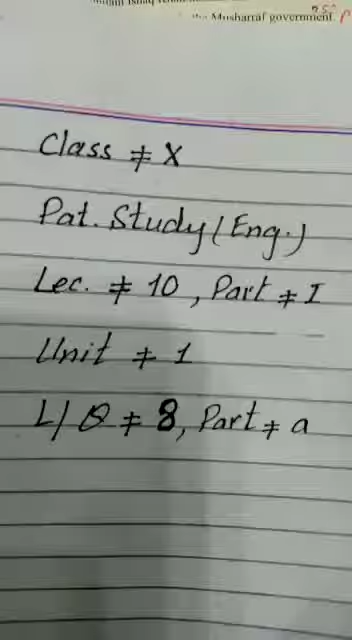 Musharraf government.
Class # X
Pat. Study (Eng.)
Lec. # 10, Part # I
Unit # 1
L/Q # 8, Part # a